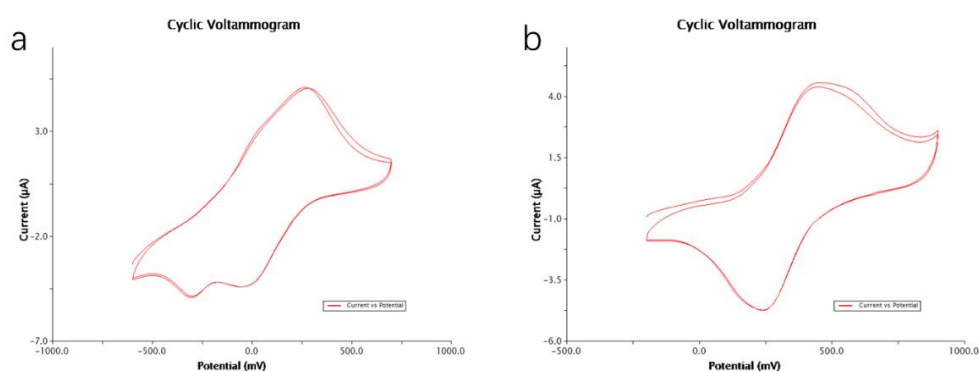 a
Cyclic Voltammogram
3.0
-2.0
-7.0
Current (µA)
-1000.0
-500.0
0.0
500.0
1000.0
Potential (mV)
Current vs Potential
b
Cyclic Voltammogram
4.0
1.5
-1.0
-3.5
-6.0
Current (µA)
-500.0
0.0
500.0
1000.0
Potential (mV)
Current vs Potential